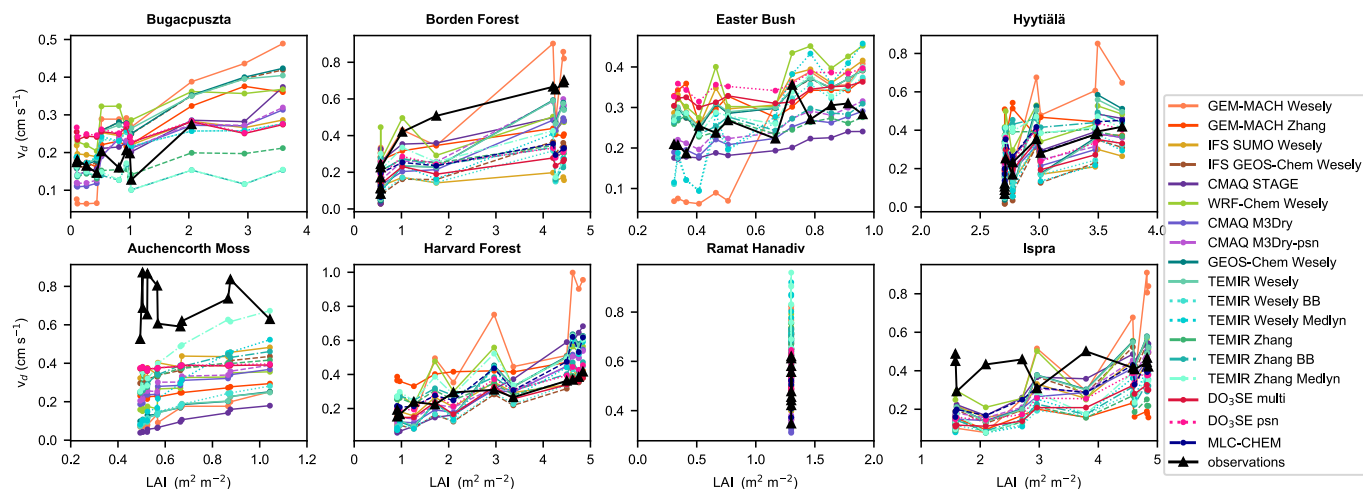 Bugacpuszta
Borden Forest
Easter Bush
Hyytiälä
v_d (cm s⁻¹)
0.5
0.4
0.3
0.2
0.1
0 1 2 3 4
0.8
0.6
0.4
0.2
0.0
0 1 2 3 4 5
0.4
0.3
0.2
0.1
0.2 0.4 0.6 0.8 1.0
0.8
0.6
0.4
0.2
0.0
2.0 2.5 3.0 3.5 4.0
Auchencorth Moss
Harvard Forest
Ramat Hanadiv
Ispra
v_d (cm s⁻¹)
0.8
0.6
0.4
0.2
0.0
0.2 0.4 0.6 0.8 1.0 1.2
LAI (m² m⁻²)
1.0
0.8
0.6
0.4
0.2
0.0
0 1 2 3 4 5
LAI (m² m⁻²)
1.0
0.8
0.6
0.4
0.0 0.5 1.0 1.5 2.0
LAI (m² m⁻²)
0.8
0.6
0.4
0.2
1 2 3 4 5
LAI (m² m⁻²)
GEM-MACH Wesely
GEM-MACH Zhang
IFS SUMO Wesely
IFS GEOS-Chem Wesely
CMAQ STAGE
WRF-Chem Wesely
CMAQ M3Dry
CMAQ M3Dry-psn
GEOS-Chem Wesely
TEMIR Wesely
TEMIR Wesely BB
TEMIR Wesely Medlyn
TEMIR Zhang
TEMIR Zhang BB
TEMIR Zhang Medlyn
DO₃SE multi
DO₃SE psn
MLC-CHEM
observations